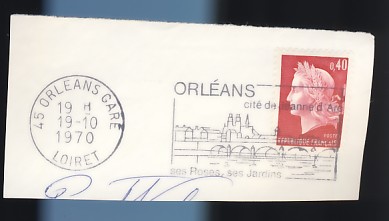 45 ORLEANS GARE
19 H
19-10
1970
LOIRET
ORLÉANS
cité de Jeanne d'Arc
ses Roses, ses Jardins
0,40
POSTES
REPUBLIQUE FRANÇAISE